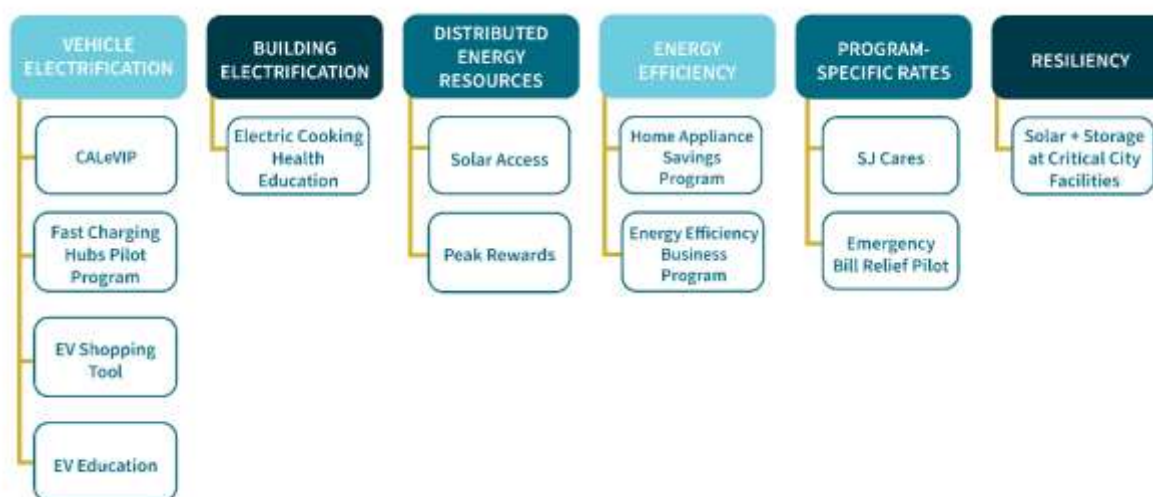 VEHICLE
ELECTRIFICATION
CALeVIP
Fast Charging
Hubs Pilot
Program
EV Shopping
Tool
EV Education
BUILDING
ELECTRIFICATION
Electric Cooking
Health
Education
DISTRIBUTED
ENERGY
RESOURCES
Solar Access
Peak Rewards
ENERGY
EFFICIENCY
Home Appliance
Savings
Program
Energy Efficiency
Business
Program
PROGRAM-
SPECIFIC RATES
SJ Cares
Emergency
Bill Relief Pilot
RESILIENCY
Solar + Storage
at Critical City
Facilities